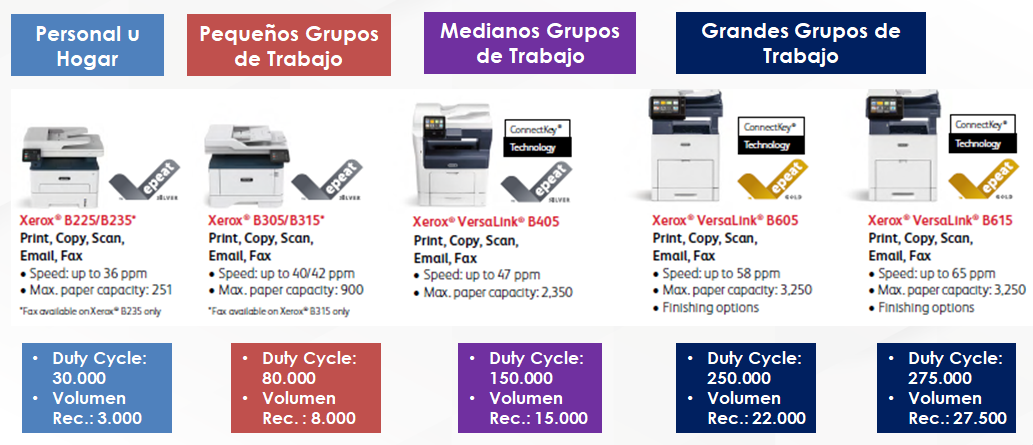 Personal u
Hogar
Pequeños Grupos
de Trabajo
Medianos Grupos
de Trabajo
Grandes Grupos de
Trabajo
epeat
SILVER
Xerox® B225/B235*
Print, Copy, Scan,
Email, Fax
• Speed: up to 36 ppm
• Max. paper capacity: 251
*Fax available on Xerox® B235 only
epeat
SILVER
Xerox® B305/B315*
Print, Copy, Scan,
Email, Fax
• Speed: up to 40/42 ppm
• Max. paper capacity: 900
*Fax available on Xerox® B315 only
ConnectKey®
Technology
epeat
SILVER
Xerox® VersaLink® B405
Print, Copy, Scan,
Email, Fax
• Speed: up to 47 ppm
• Max. paper capacity: 2,350
ConnectKey®
Technology
epeat
GOLD
Xerox® VersaLink® B605
Print, Copy, Scan,
Email, Fax
• Speed: up to 58 ppm
• Max. paper capacity: 3,250
• Finishing options
ConnectKey®
Technology
epeat
GOLD
Xerox® VersaLink® B615
Print, Copy, Scan,
Email, Fax
• Speed: up to 65 ppm
• Max. paper capacity: 3,250
• Finishing options
• Duty Cycle:
30.000
• Volumen
Rec.: 3.000
• Duty Cycle:
80.000
• Volumen
Rec. : 8.000
• Duty Cycle:
150.000
• Volumen
Rec.: 15.000
• Duty Cycle:
250.000
• Volumen
Rec.: 22.000
• Duty Cycle:
275.000
• Volumen
Rec.: 27.500